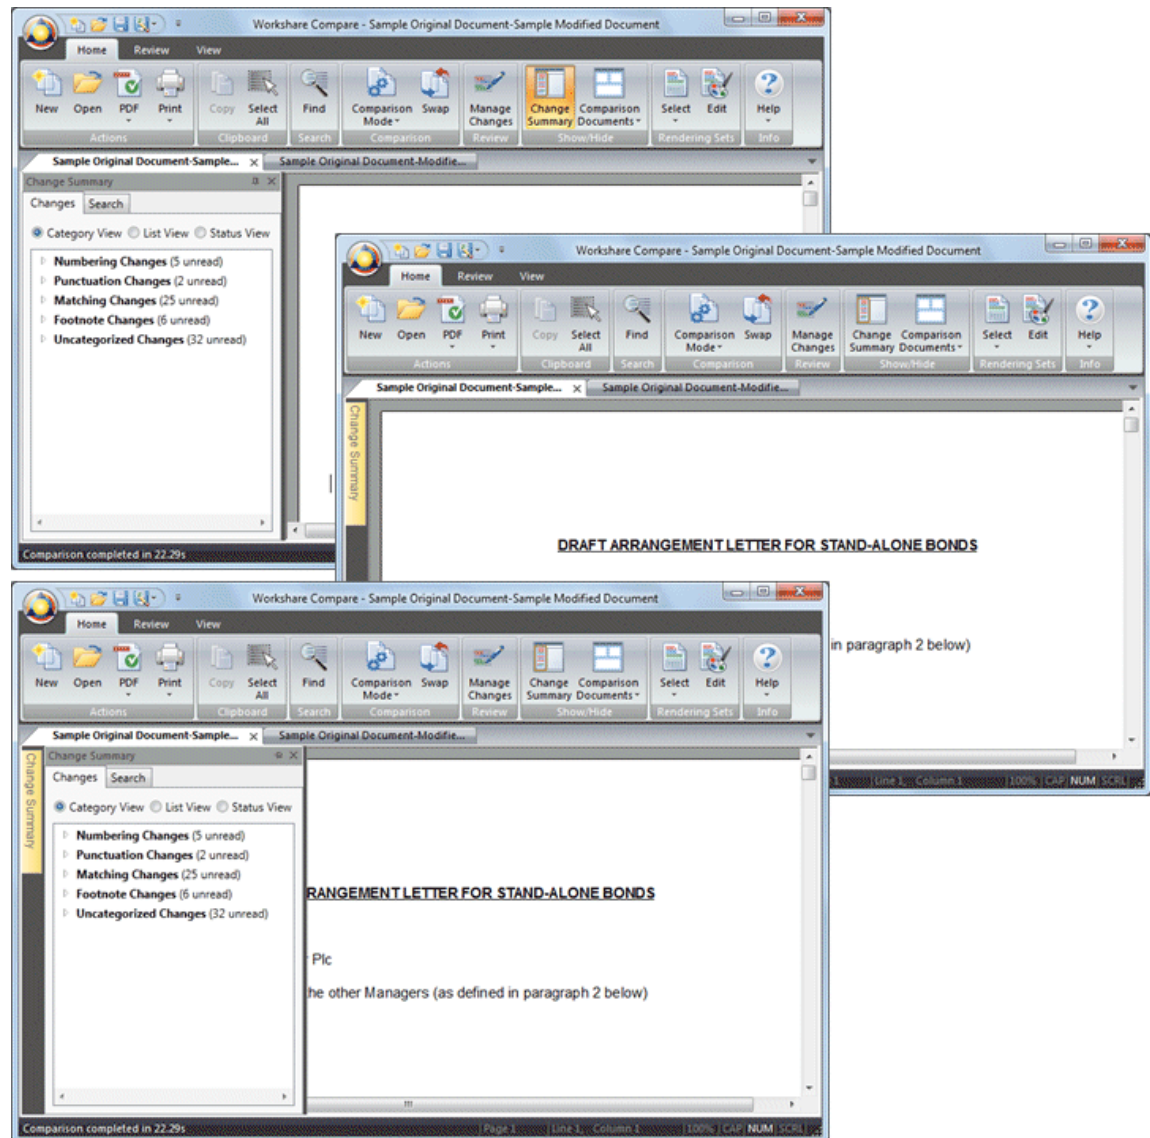 Workshare Compare - Sample Original Document-Sample Modified Document
Home Review View
New Open PDF Print Copy Select All Find Comparison Mode Swap Manage Changes Change Summary Comparison Documents Select Edit Help
Actions Clipboard Search Comparison Review Show/Hide Rendering Sets Info
Sample Original Document-Sample... Sample Original Document-Modifie...
Change Summary
Changes Search
Category View List View Status View
Numbering Changes (5 unread)
Punctuation Changes (2 unread)
Matching Changes (25 unread)
Footnote Changes (6 unread)
Uncategorized Changes (32 unread)
Comparison completed in 22.29s
Workshare Compare - Sample Original Document-Sample Modified Document
Home Review View
New Open PDF Print Copy Select All Find Comparison Mode Swap Manage Changes Change Summary Comparison Documents Select Edit Help
Actions Clipboard Search Comparison Review Show/Hide Rendering Sets Info
Sample Original Document-Sample... Sample Original Document-Modifie...
Change Summary
DRAFT ARRANGEMENT LETTER FOR STAND-ALONE BONDS
in paragraph 2 below)
1 Line 1, Column 1 100% CAP NUM SCRL
Workshare Compare - Sample Original Document-Sample Modified Document
Home Review View
New Open PDF Print Copy Select All Find Comparison Mode Swap Manage Changes Change Summary Comparison Documents Select Edit Help
Actions Clipboard Search Comparison Review Show/Hide Rendering Sets Info
Sample Original Document-Sample... Sample Original Document-Modifie...
Change Summary
Change Summary
Changes Search
Category View List View Status View
Numbering Changes (5 unread)
Punctuation Changes (2 unread)
Matching Changes (25 unread)
Footnote Changes (6 unread)
Uncategorized Changes (32 unread)
RANGEMENT LETTER FOR STAND-ALONE BONDS
Plc
he other Managers (as defined in paragraph 2 below)
Comparison completed in 22.29s Page 1 Line 1, Column 1 100% CAP NUM SCRL